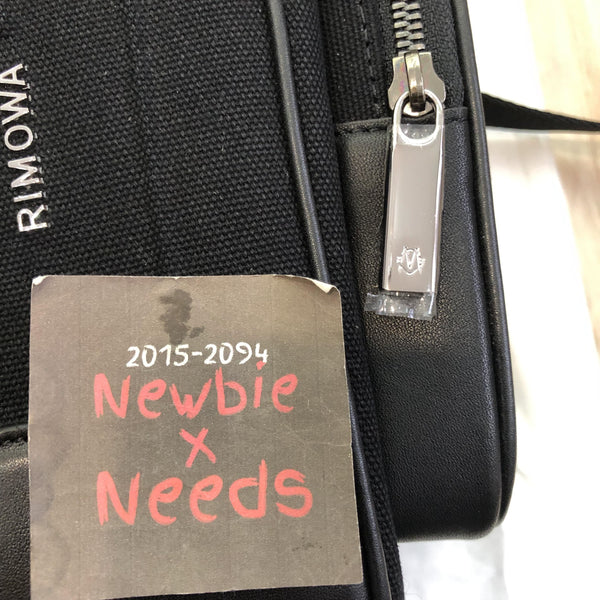 RIMOWA
2015-2094
Newbie
x
Needs